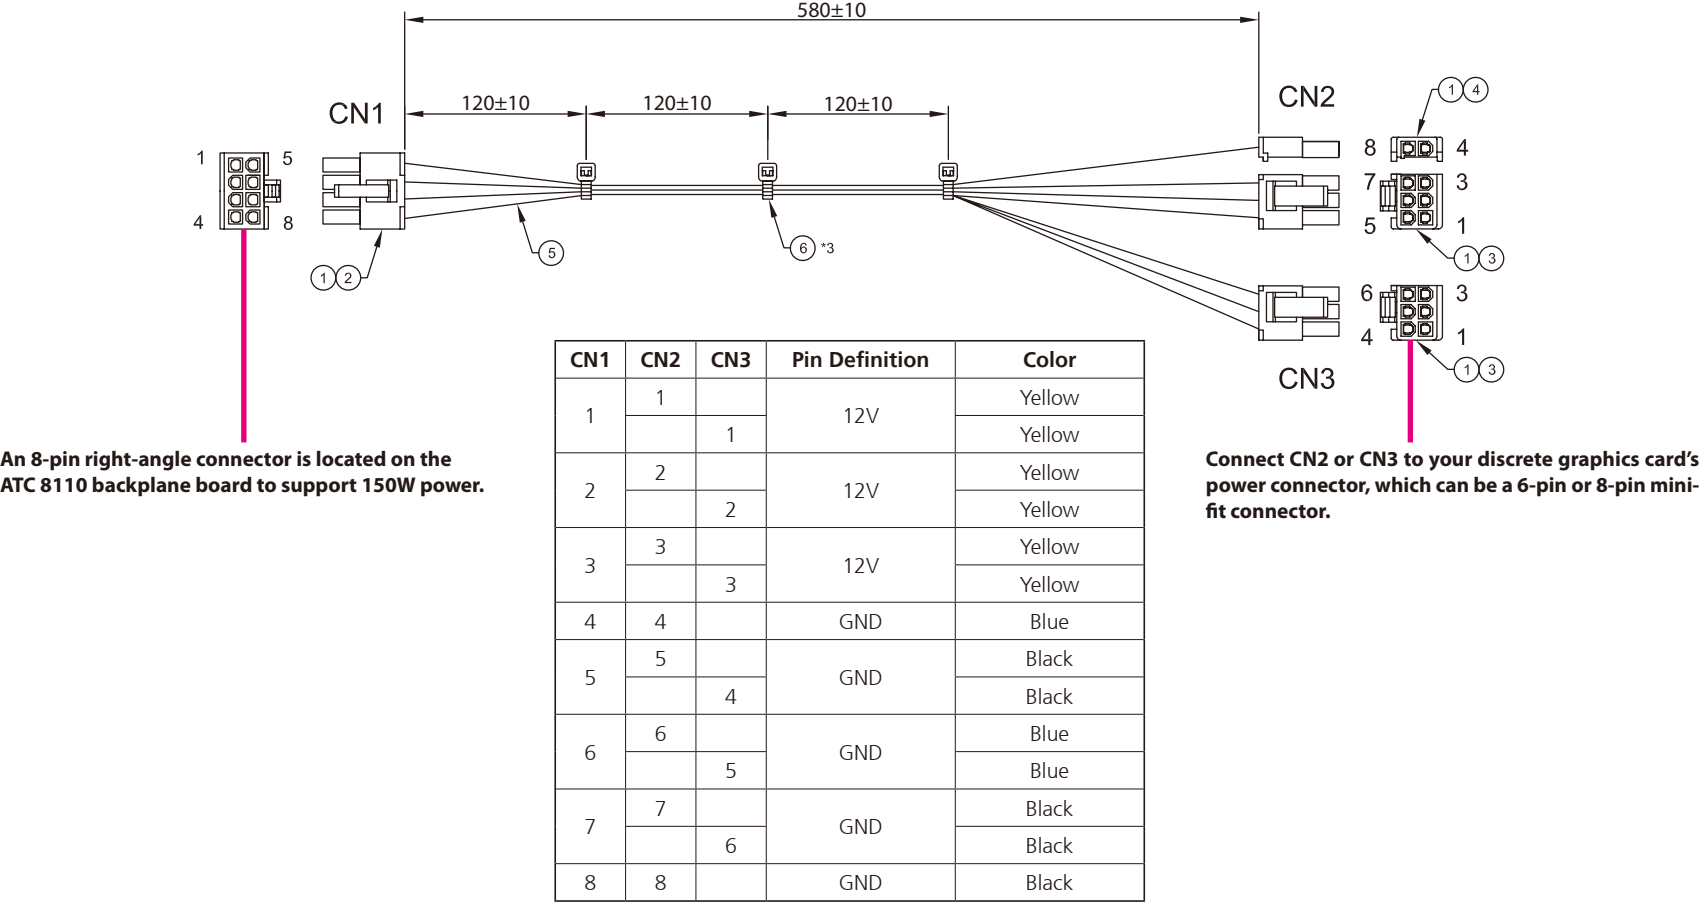 580±10
120±10 120±10 120±10
CN1
CN2
1 4
1 5
4 8
8 4
7 3
5 1
1 3
1 2
5
6 *3
6 3
4 1
1 3
CN3
An 8-pin right-angle connector is located on the
ATC 8110 backplane board to support 150W power.
Connect CN2 or CN3 to your discrete graphics card’s
power connector, which can be a 6-pin or 8-pin mini-
fit connector.
CN1 CN2 CN3 Pin Definition Color
1 1 12V Yellow
1 Yellow
2 2 12V Yellow
2 Yellow
3 3 12V Yellow
3 Yellow
4 4 GND Blue
5 5 GND Black
4 Black
6 6 GND Blue
5 Blue
7 7 GND Black
6 Black
8 8 GND Black